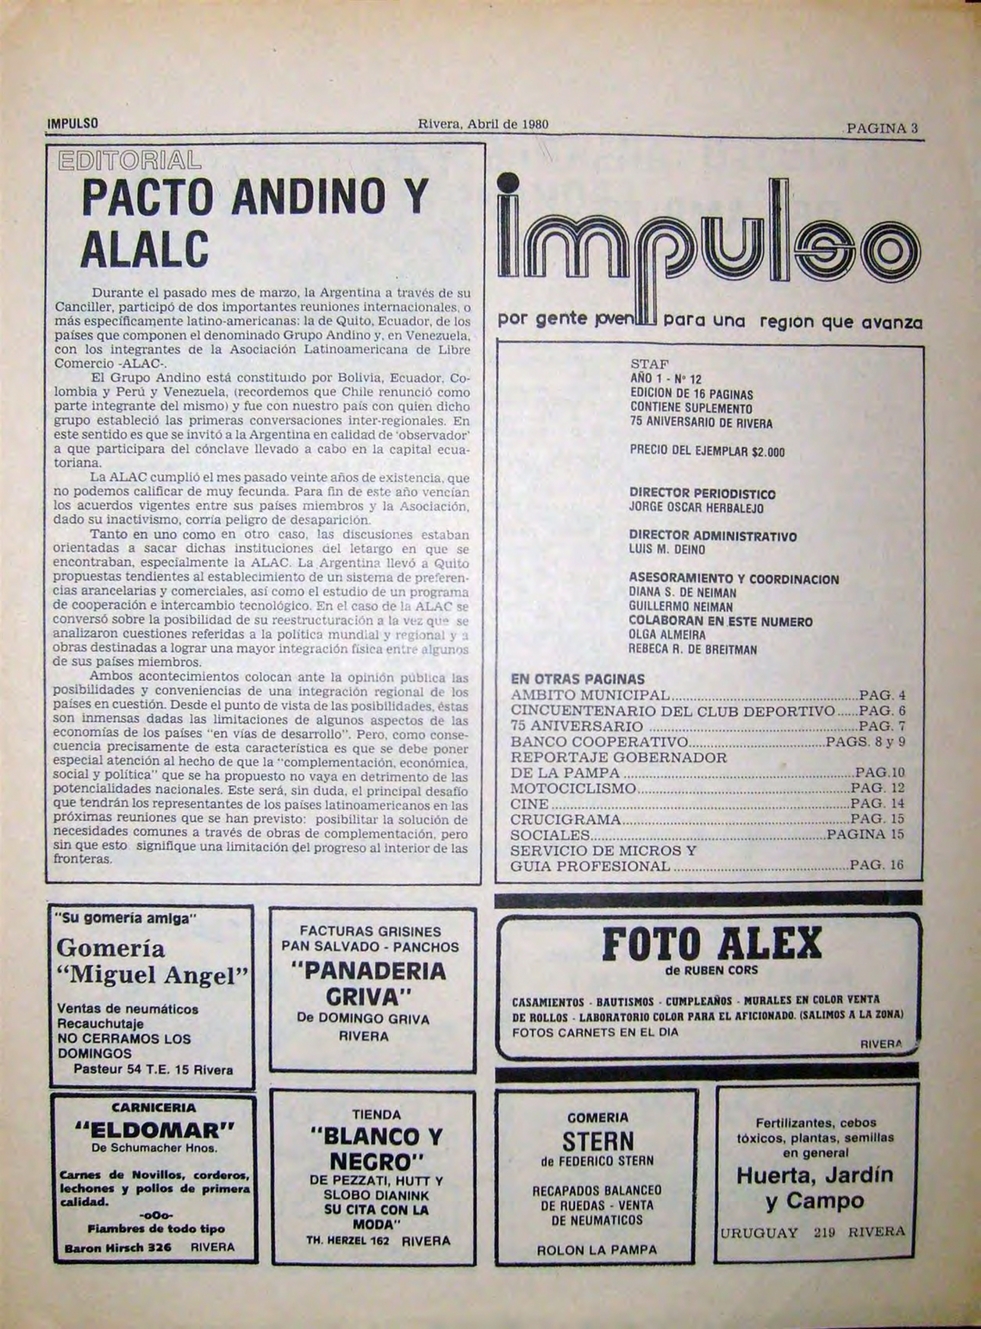 IMPULSO
Rivera, Abril de 1980
PAGINA 3
EDITORIAL
PACTO ANDINO Y
ALALC
Durante el pasado mes de marzo, la Argentina a través de su
Canciller, participó de dos importantes reuniones internacionales, o
más específicamente latino-americanas: la de Quito, Ecuador, de los
países que componen el denominado Grupo Andino y, en Venezuela,
con los integrantes de la Asociación Latinoamericana de Libre
Comercio -ALAC-.
El Grupo Andino está constituido por Bolivia, Ecuador, Co-
lombia y Perú y Venezuela, (recordemos que Chile renunció como
parte integrante del mismo) y fue con nuestro país con quien dicho
grupo estableció las primeras conversaciones inter-regionales. En
este sentido es que se invitó a la Argentina en calidad de 'observador'
a que participara del cónclave llevado a cabo en la capital ecua-
toriana.
La ALAC cumplió el mes pasado veinte años de existencia, que
no podemos calificar de muy fecunda. Para fin de este año vencían
los acuerdos vigentes entre sus países miembros y la Asociación,
dado su inactivismo, corría peligro de desaparición.
Tanto en uno como en otro caso, las discusiones estaban
orientadas a sacar dichas instituciones del letargo en que se
encontraban, especialmente la ALAC. La Argentina llevó a Quito
propuestas tendientes al establecimiento de un sistema de preferen-
cias arancelarias y comerciales, así como el estudio de un programa
de cooperación e intercambio tecnológico. En el caso de la ALAC se
conversó sobre la posibilidad de su reestructuración a la vez que se
analizaron cuestiones referidas a la política mundial y regional y a
obras destinadas a lograr una mayor integración física entre algunos
de sus países miembros.
Ambos acontecimientos colocan ante la opinión pública las
posibilidades y conveniencias de una integración regional de los
países en cuestión. Desde el punto de vista de las posibilidades, éstas
son inmensas dadas las limitaciones de algunos aspectos de las
economías de los países "en vías de desarrollo". Pero, como conse-
cuencia precisamente de esta característica es que se debe poner
especial atención al hecho de que la "complementación, económica,
social y política" que se ha propuesto no vaya en detrimento de las
potencialidades nacionales. Este será, sin duda, el principal desafío
que tendrán los representantes de los países latinoamericanos en las
próximas reuniones que se han previsto: posibilitar la solución de
necesidades comunes a través de obras de complementación, pero
sin que esto signifique una limitación del progreso al interior de las
fronteras.
impulso
por gente joven para una region que avanza
STAF
AÑO 1 - Nº 12
EDICION DE 16 PAGINAS
CONTIENE SUPLEMENTO
75 ANIVERSARIO DE RIVERA
PRECIO DEL EJEMPLAR $2.000
DIRECTOR PERIODISTICO
JORGE OSCAR HERBALEJO
DIRECTOR ADMINISTRATIVO
LUIS M. DEINO
ASESORAMIENTO Y COORDINACION
DIANA S. DE NEIMAN
GUILLERMO NEIMAN
COLABORAN EN ESTE NUMERO
OLGA ALMEIRA
REBECA R. DE BREITMAN
EN OTRAS PAGINAS
AMBITO MUNICIPAL............PAG. 4
CINCUENTENARIO DEL CLUB DEPORTIVO......PAG. 6
75 ANIVERSARIO............PAG. 7
BANCO COOPERATIVO............PAGS. 8 y 9
REPORTAJE GOBERNADOR
DE LA PAMPA............PAG.10
MOTOCICLISMO............PAG. 12
CINE............PAG. 14
CRUCIGRAMA............PAG. 15
SOCIALES............PAGINA 15
SERVICIO DE MICROS Y
GUIA PROFESIONAL............PAG. 16
"Su gomería amiga"
Gomería
"Miguel Angel"
Ventas de neumáticos
Recauchutaje
NO CERRAMOS LOS
DOMINGOS
Pasteur 54 T.E. 15 Rivera
FACTURAS GRISINES
PAN SALVADO - PANCHOS
"PANADERIA
GRIVA"
De DOMINGO GRIVA
RIVERA
FOTO ALEX
de RUBEN CORS
CASAMIENTOS - BAUTISMOS - CUMPLEAÑOS - MURALES EN COLOR VENTA
DE ROLLOS - LABORATORIO COLOR PARA EL AFICIONADO. (SALIMOS A LA ZONA)
FOTOS CARNETS EN EL DIA
RIVERA
CARNICERIA
"ELDOMAR"
De Schumacher Hnos.
Carnes de Novillos, corderos,
lechones y pollos de primera
calidad.
-oOo-
Fiambres de todo tipo
Baron Hirsch 326 RIVERA
TIENDA
"BLANCO Y
NEGRO"
DE PEZZATI, HUTT Y
SLOBO DIANINK
SU CITA CON LA
MODA"
TH. HERZEL 162 RIVERA
GOMERIA
STERN
de FEDERICO STERN
RECAPADOS BALANCEO
DE RUEDAS - VENTA
DE NEUMATICOS
ROLON LA PAMPA
Fertilizantes, cebos
tóxicos, plantas, semillas
en general
Huerta, Jardín
y Campo
URUGUAY 219 RIVERA